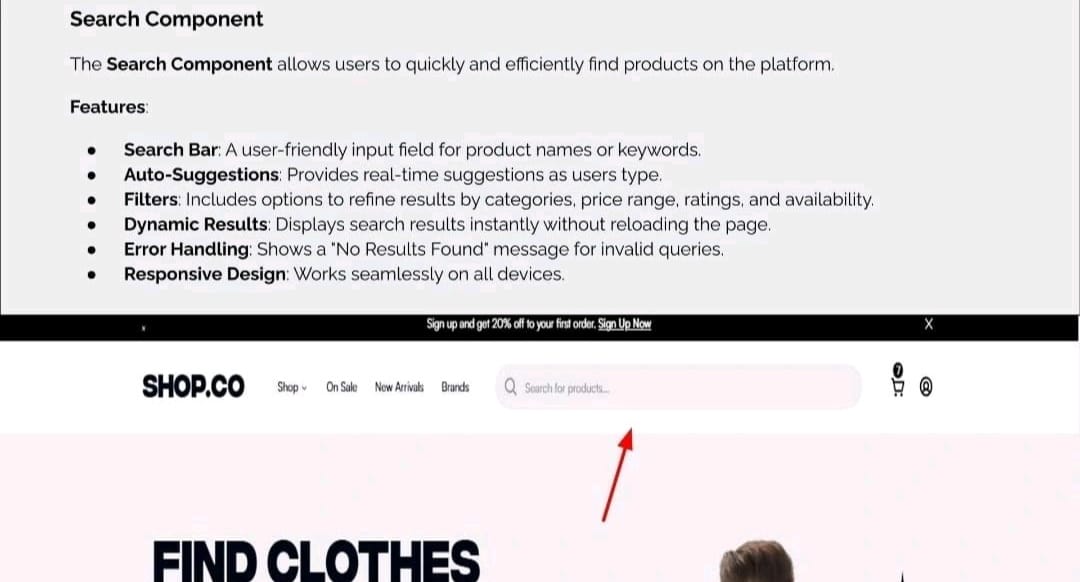 Search Component
The Search Component allows users to quickly and efficiently find products on the platform.
Features:
● Search Bar: A user-friendly input field for product names or keywords.
● Auto-Suggestions: Provides real-time suggestions as users type.
● Filters: Includes options to refine results by categories, price range, ratings, and availability.
● Dynamic Results: Displays search results instantly without reloading the page.
● Error Handling: Shows a "No Results Found" message for invalid queries.
● Responsive Design: Works seamlessly on all devices.
Sign up and get 20% off to your first order. Sign Up Now X
SHOP.CO Shop On Sale New Arrivals Brands Search for products... 7
FIND CLOTHES